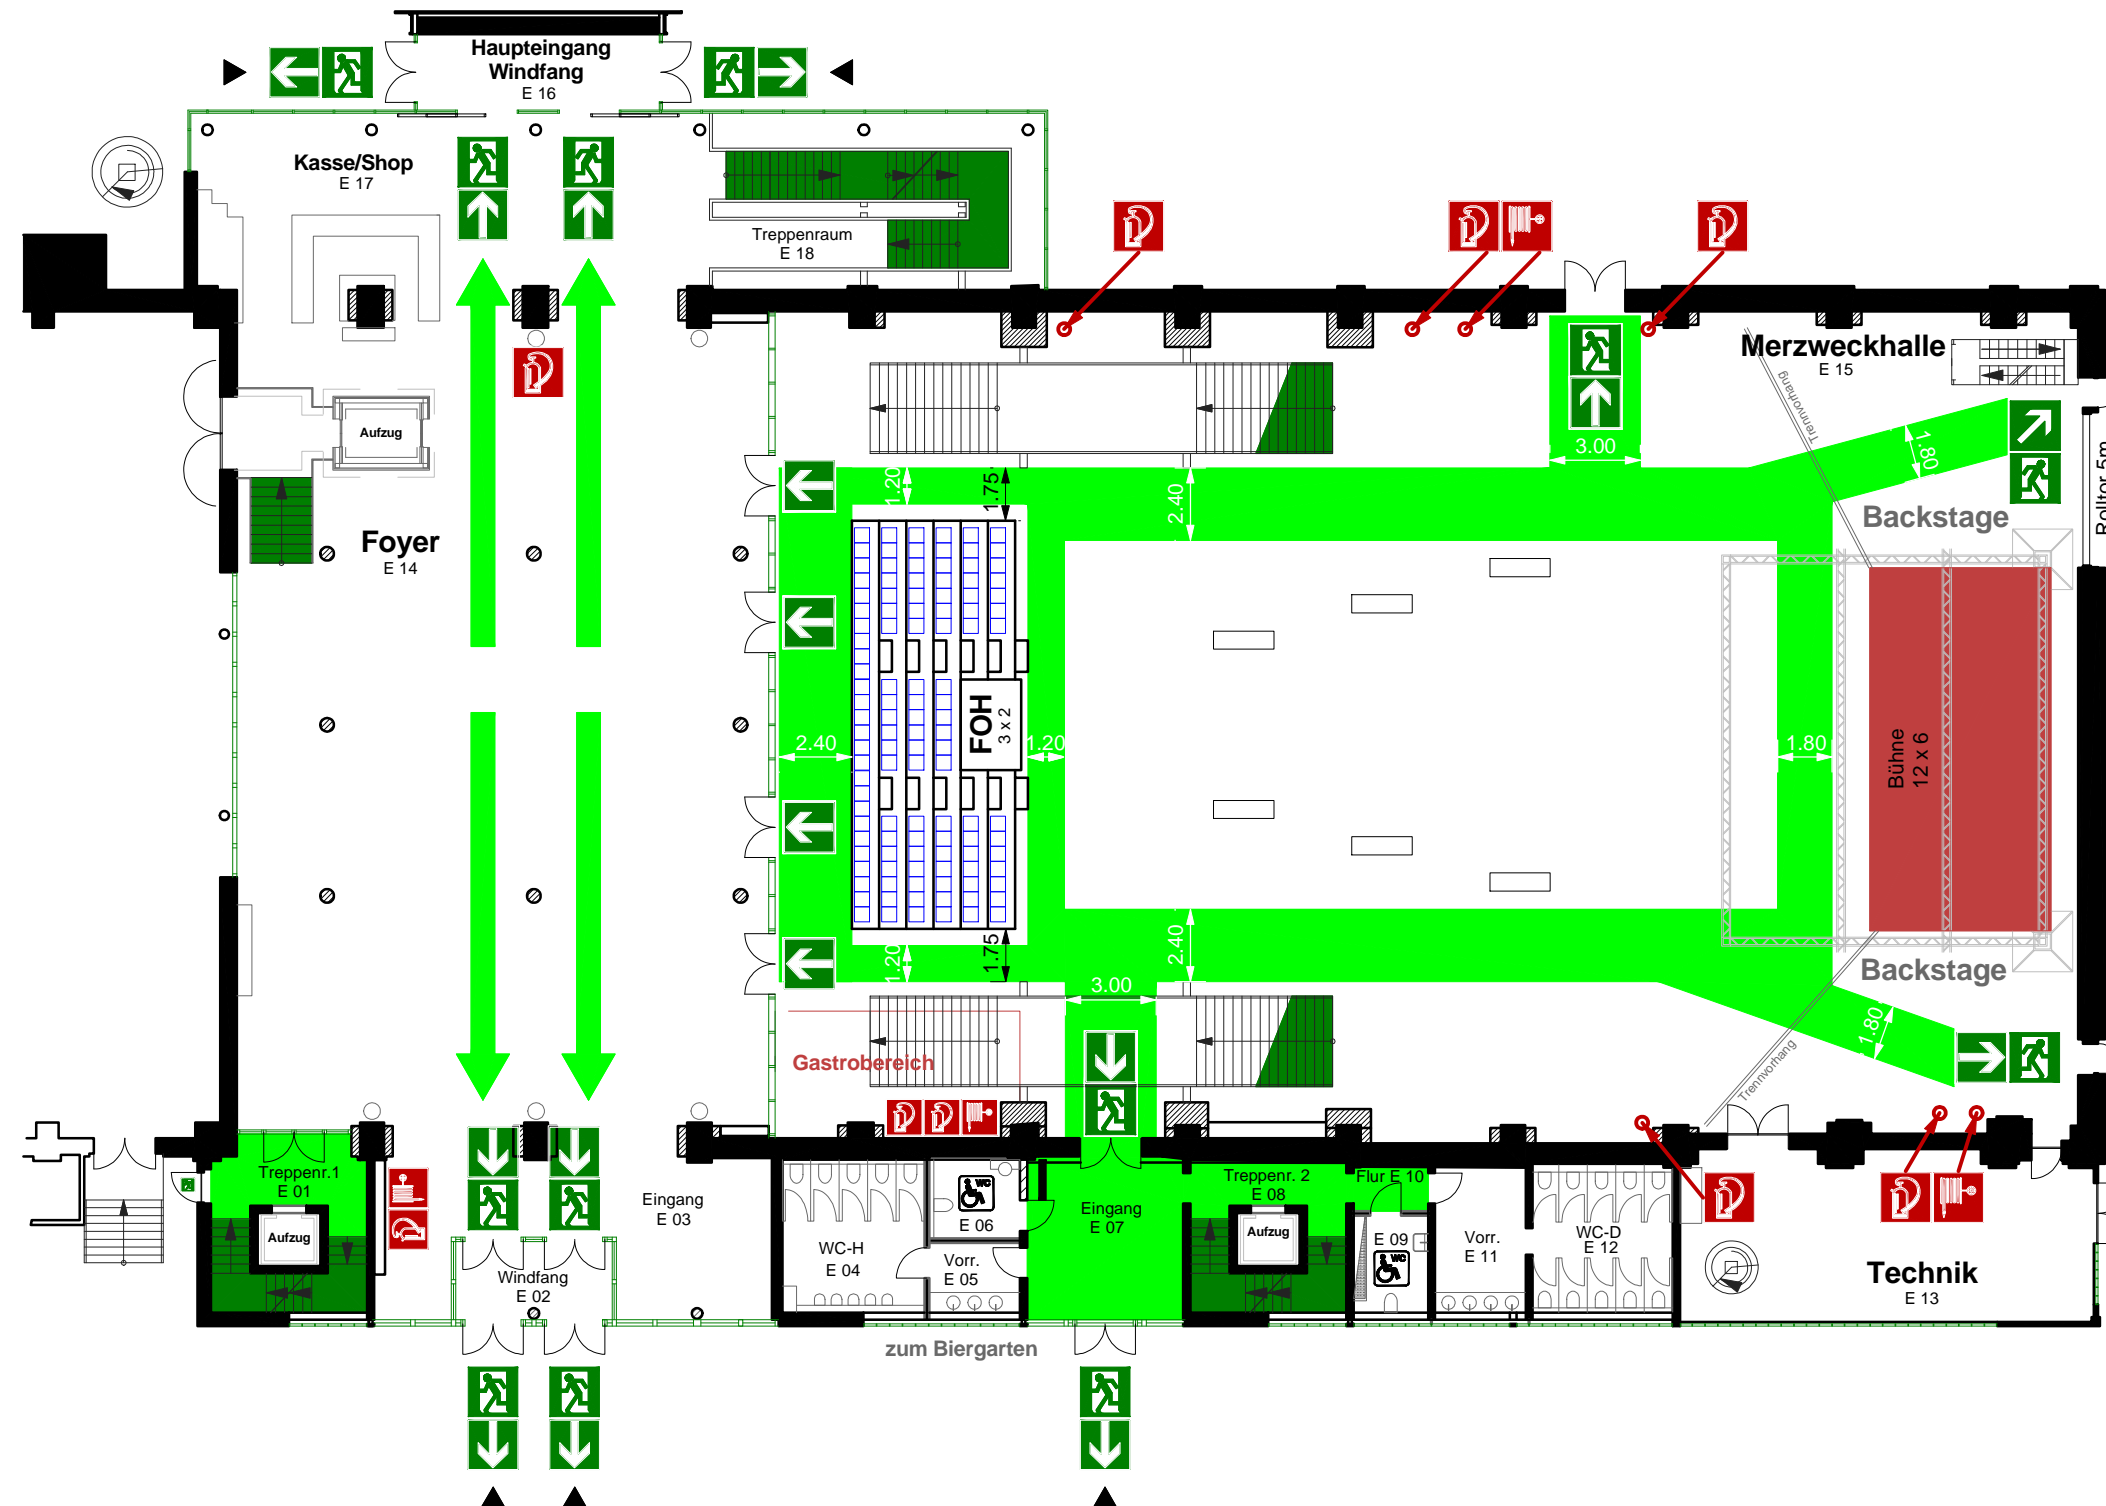 Haupteingang
Windfang
E 16
Kasse/Shop
E 17
Treppenraum
E 18
Merzweckhalle
E 15
Trennvorhang
Aufzug
Foyer
E 14
3.00
1.80
1.20
1.75
2.40
Rolltor 5m
Backstage
FOH
3 x 2
2.40
1.20
1.80
Bühne
12 x 6
1.20
1.75
2.40
3.00
Backstage
1.80
Trennvorhang
Gastrobereich
Treppenr.1
E 01
Aufzug
Windfang
E 02
Eingang
E 03
WC-H
E 04
WC
E 06
Vorr.
E 05
Eingang
E 07
Treppenr. 2
E 08
Aufzug
Flur E 10
E 09
WC
Vorr.
E 11
WC-D
E 12
Technik
E 13
zum Biergarten